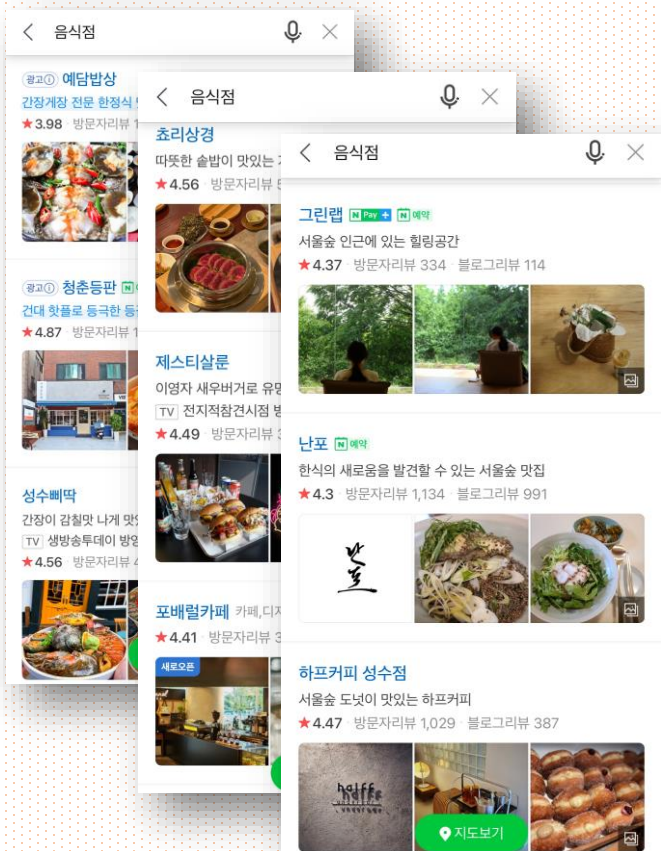 음식점
광고 예담밥상
간장게장 전문 한정식
★3.98 방문자리뷰 1
광고 청춘등판 N
건대 핫플로 등극한
★4.87 방문자리뷰 1
성수삐딱
간장이 감칠맛 나게
TV 생방송투데이
★4.56 방문자리뷰
음식점
쵸리상경
따뜻한 솥밥이 맛있는
★4.56 방문자리뷰
제스티살룬
이영자 새우버거로
TV 전지적참견시점
★4.49 방문자리뷰
포배럴카페 카페,디저
★4.41 방문자리뷰
새로오픈
음식점
그린랩 N Pay + N 예약
서울숲 인근에 있는 힐링공간
★4.37 방문자리뷰 334 · 블로그리뷰 114
난포 N 예약
한식의 새로움을 발견할 수 있는 서울숲 맛집
★4.3 방문자리뷰 1,134 · 블로그리뷰 991
난포
하프커피 성수점
서울숲 도넛이 맛있는 하프커피
★4.47 방문자리뷰 1,029 · 블로그리뷰 387
halff
지도보기